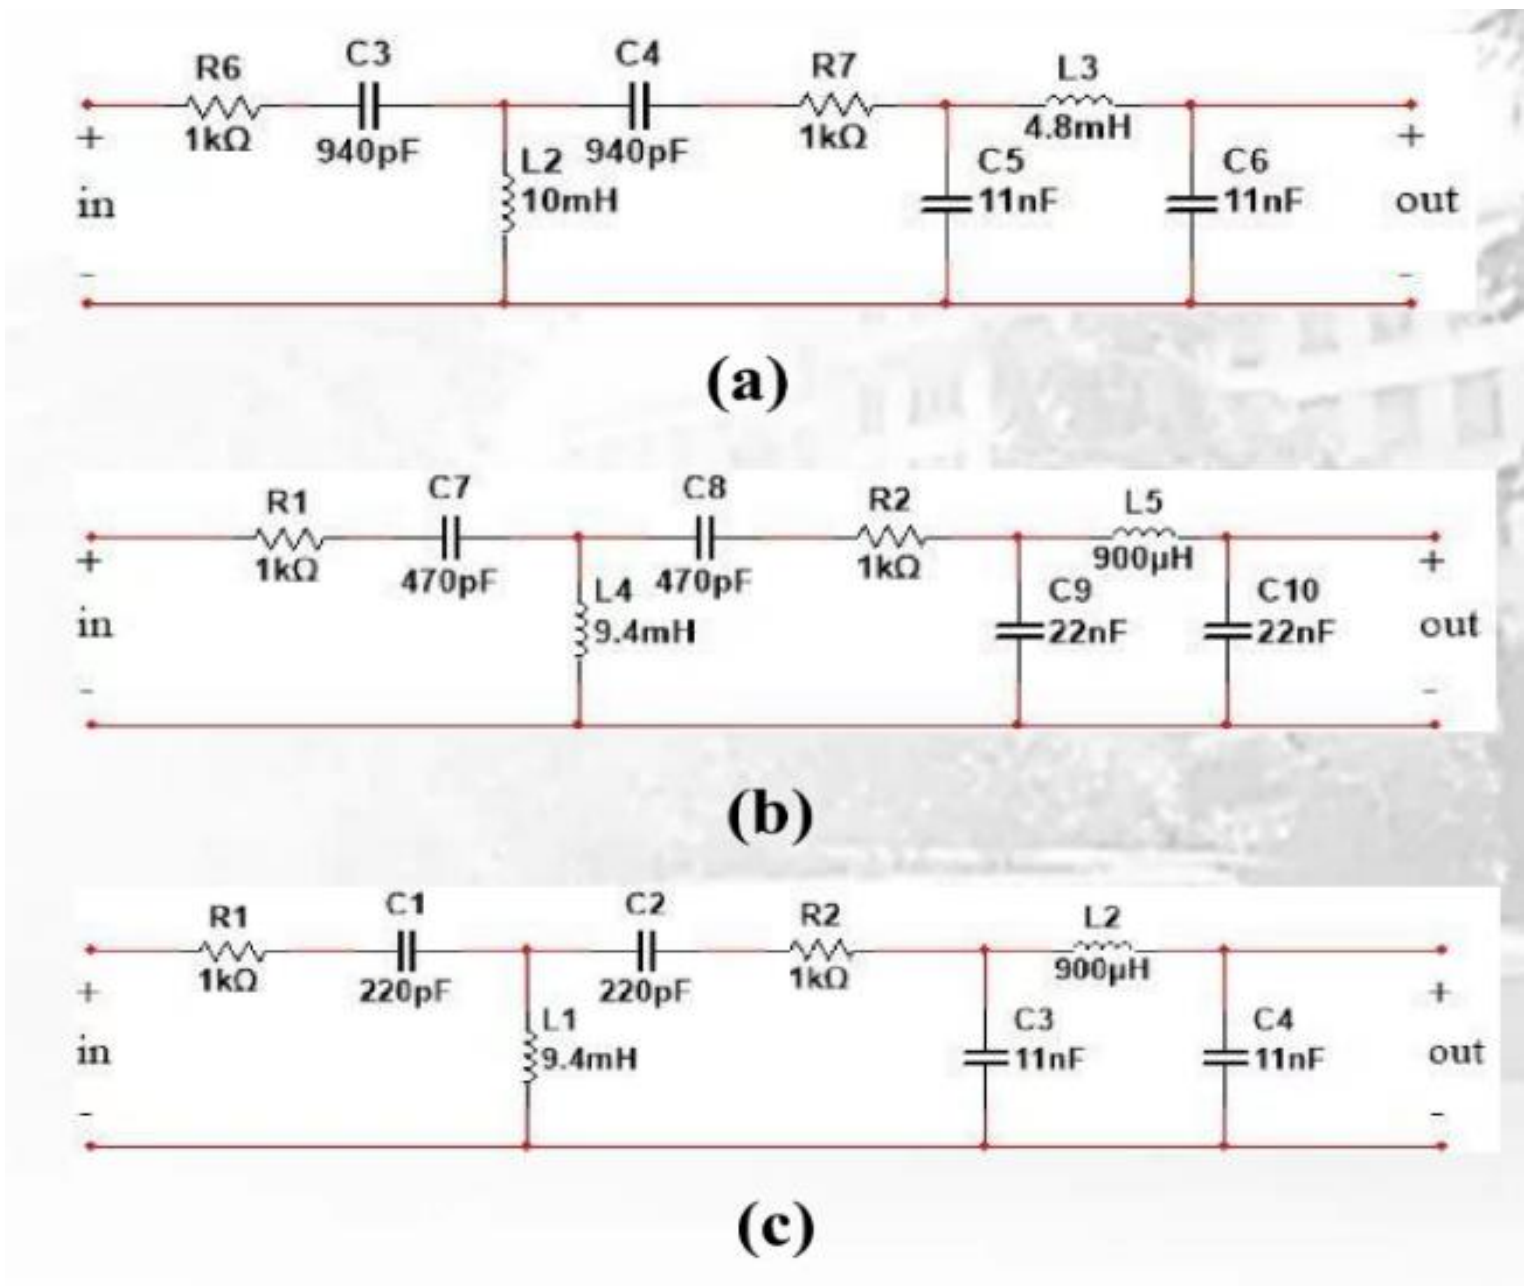 R6 C3 C4 R7 L3
1kΩ 940pF 940pF 1kΩ 4.8mH
+ L2 C5 C6 +
in 10mH 11nF 11nF out
- -
(a)
R1 C7 C8 R2 L5
1kΩ 470pF 470pF 1kΩ 900µH
+ L4 C9 C10 +
in 9.4mH 22nF 22nF out
- -
(b)
R1 C1 C2 R2 L2
1kΩ 220pF 220pF 1kΩ 900µH
+ L1 C3 C4 +
in 9.4mH 11nF 11nF out
- -
(c)